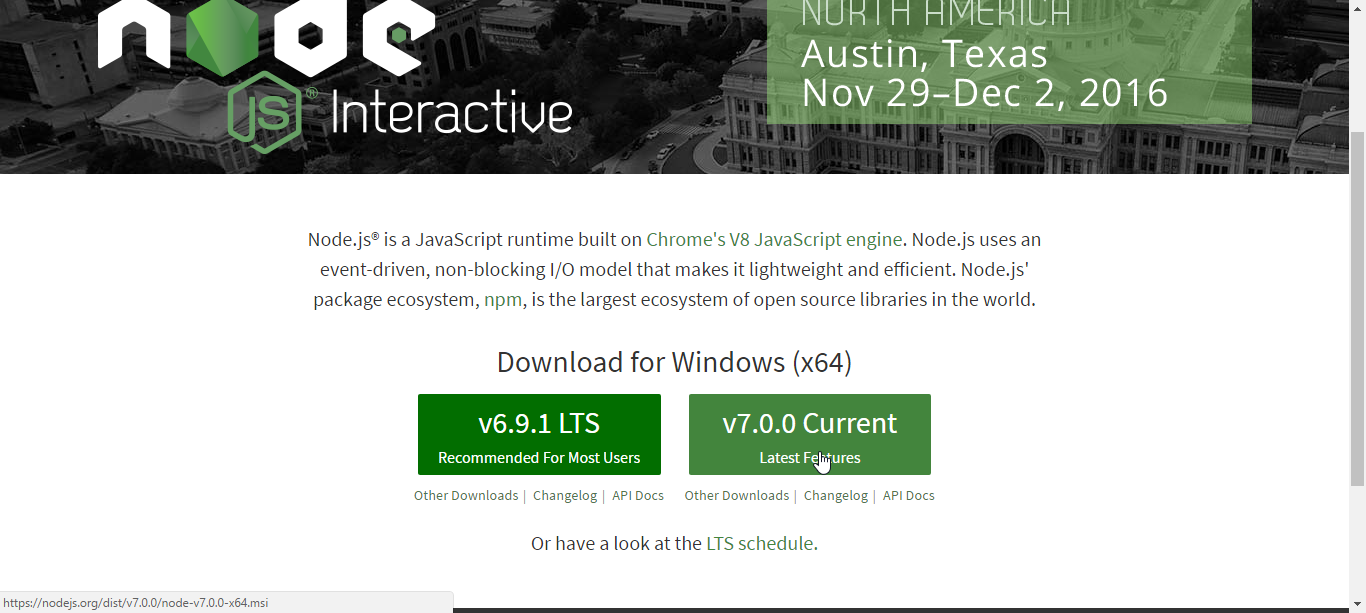 node
JS® Interactive
NORTH AMERICA
Austin, Texas
Nov 29–Dec 2, 2016
Node.js® is a JavaScript runtime built on Chrome's V8 JavaScript engine. Node.js uses an
event-driven, non-blocking I/O model that makes it lightweight and efficient. Node.js'
package ecosystem, npm, is the largest ecosystem of open source libraries in the world.
Download for Windows (x64)
v6.9.1 LTS
Recommended For Most Users
v7.0.0 Current
Latest Features
Other Downloads | Changelog | API Docs
Other Downloads | Changelog | API Docs
Or have a look at the LTS schedule.
https://nodejs.org/dist/v7.0.0/node-v7.0.0-x64.msi